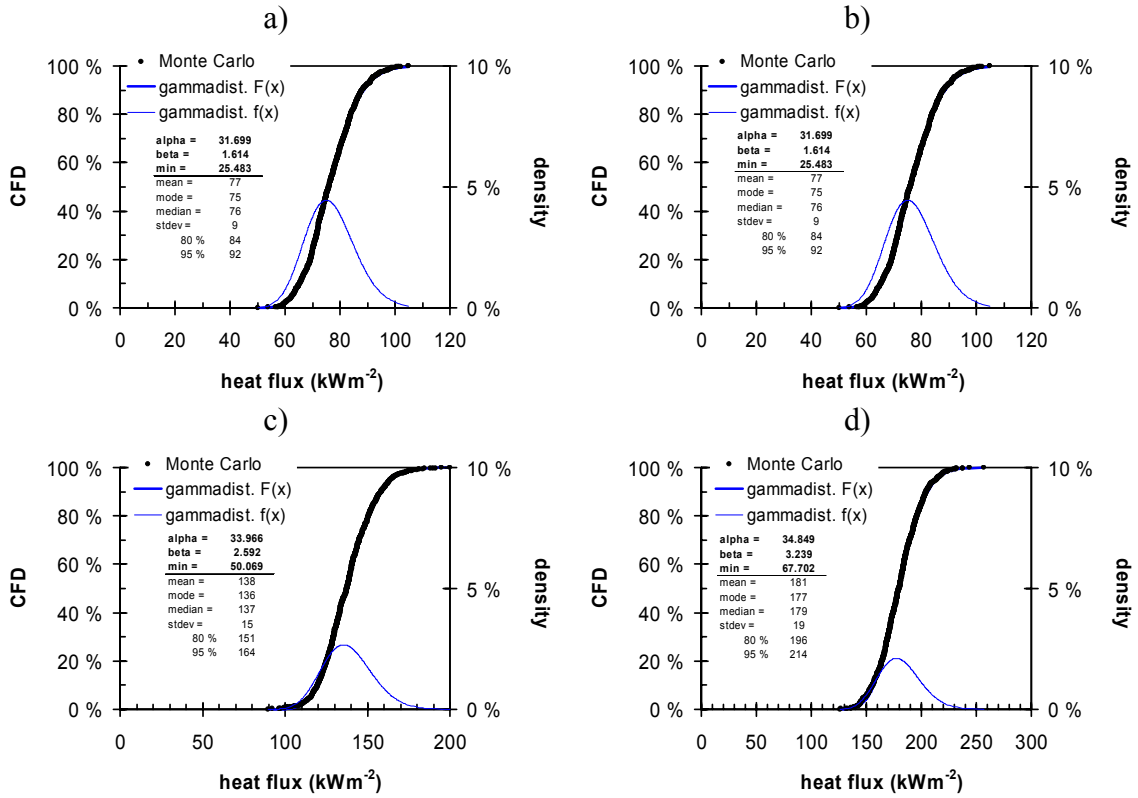 a)
Monte Carlo
gammadist. F(x)
gammadist. f(x)
alpha = 31.699
beta = 1.614
min = 25.483
mean = 77
mode = 75
median = 76
stdev = 9
80 % 84
95 % 92
100 %
80 %
60 %
40 %
20 %
0 %
CFD
10 %
5 %
0 %
density
0 20 40 60 80 100 120
heat flux (kWm-2)
b)
Monte Carlo
gammadist. F(x)
gammadist. f(x)
alpha = 31.699
beta = 1.614
min = 25.483
mean = 77
mode = 75
median = 76
stdev = 9
80 % 84
95 % 92
100 %
80 %
60 %
40 %
20 %
0 %
CFD
10 %
5 %
0 %
density
0 20 40 60 80 100 120
heat flux (kWm-2)
c)
Monte Carlo
gammadist. F(x)
gammadist. f(x)
alpha = 33.966
beta = 2.592
min = 50.069
mean = 138
mode = 136
median = 137
stdev = 15
80 % 151
95 % 164
100 %
80 %
60 %
40 %
20 %
0 %
CFD
10 %
5 %
0 %
density
0 50 100 150 200
heat flux (kWm-2)
d)
Monte Carlo
gammadist. F(x)
gammadist. f(x)
alpha = 34.849
beta = 3.239
min = 67.702
mean = 181
mode = 177
median = 179
stdev = 19
80 % 196
95 % 214
100 %
80 %
60 %
40 %
20 %
0 %
CFD
10 %
5 %
0 %
density
0 50 100 150 200 250 300
heat flux (kWm-2)